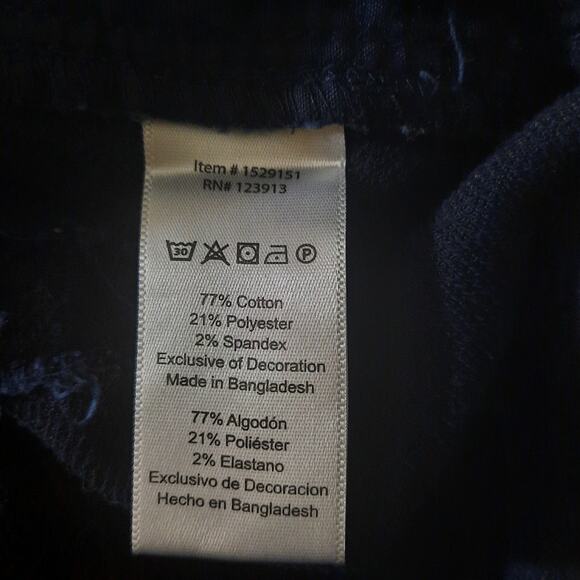 Item # 1529151
RN# 123913
30 P
77% Cotton
21% Polyester
2% Spandex
Exclusive of Decoration
Made in Bangladesh
77% Algodón
21% Poliéster
2% Elastano
Exclusivo de Decoracion
Hecho en Bangladesh